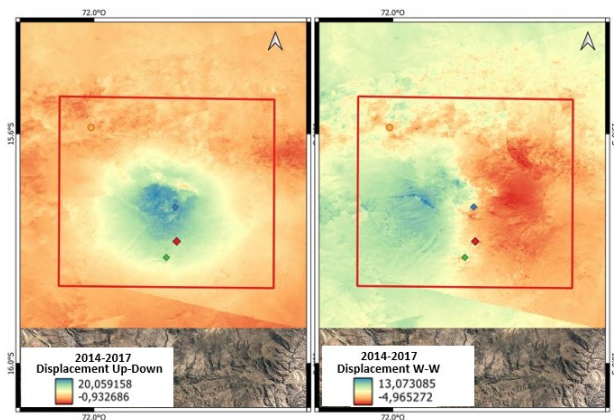 72.0°O
72.0°O
15.6°S
16.0°S
2014-2017
Displacement Up-Down
20,059158
-0,932686
2014-2017
Displacement W-W
13,073085
-4,965272
72.0°O
72.0°O